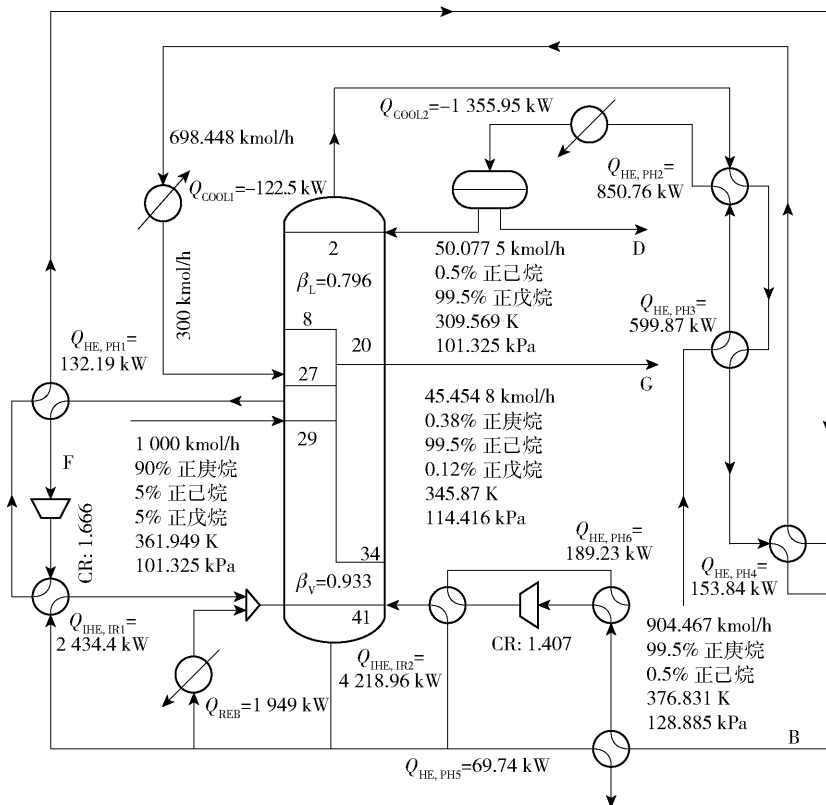 Q_COOL2=−1 355.95 kW
698.448 kmol/h
Q_COOL1=−122.5 kW
Q_HE, PH2=
850.76 kW
300 kmol/h
2
D
β_L=0.796
50.077 5 kmol/h
0.5% 正己烷
99.5% 正戊烷
309.569 K
101.325 kPa
Q_HE, PH3=
599.87 kW
8
20
Q_HE, PH1=
132.19 kW
27
G
29
1 000 kmol/h
90% 正庚烷
5% 正己烷
5% 正戊烷
361.949 K
101.325 kPa
45.454 8 kmol/h
0.38% 正庚烷
99.5% 正己烷
0.12% 正戊烷
345.87 K
114.416 kPa
F
CR: 1.666
34
Q_HE, PH6=
189.23 kW
Q_HE, PH4=
153.84 kW
β_V=0.933
41
Q_IHE, IR1=
2 434.4 kW
CR: 1.407
904.467 kmol/h
99.5% 正庚烷
0.5% 正己烷
376.831 K
128.885 kPa
Q_IHE, IR2=
4 218.96 kW
Q_REB=1 949 kW
B
Q_HE, PH5=69.74 kW